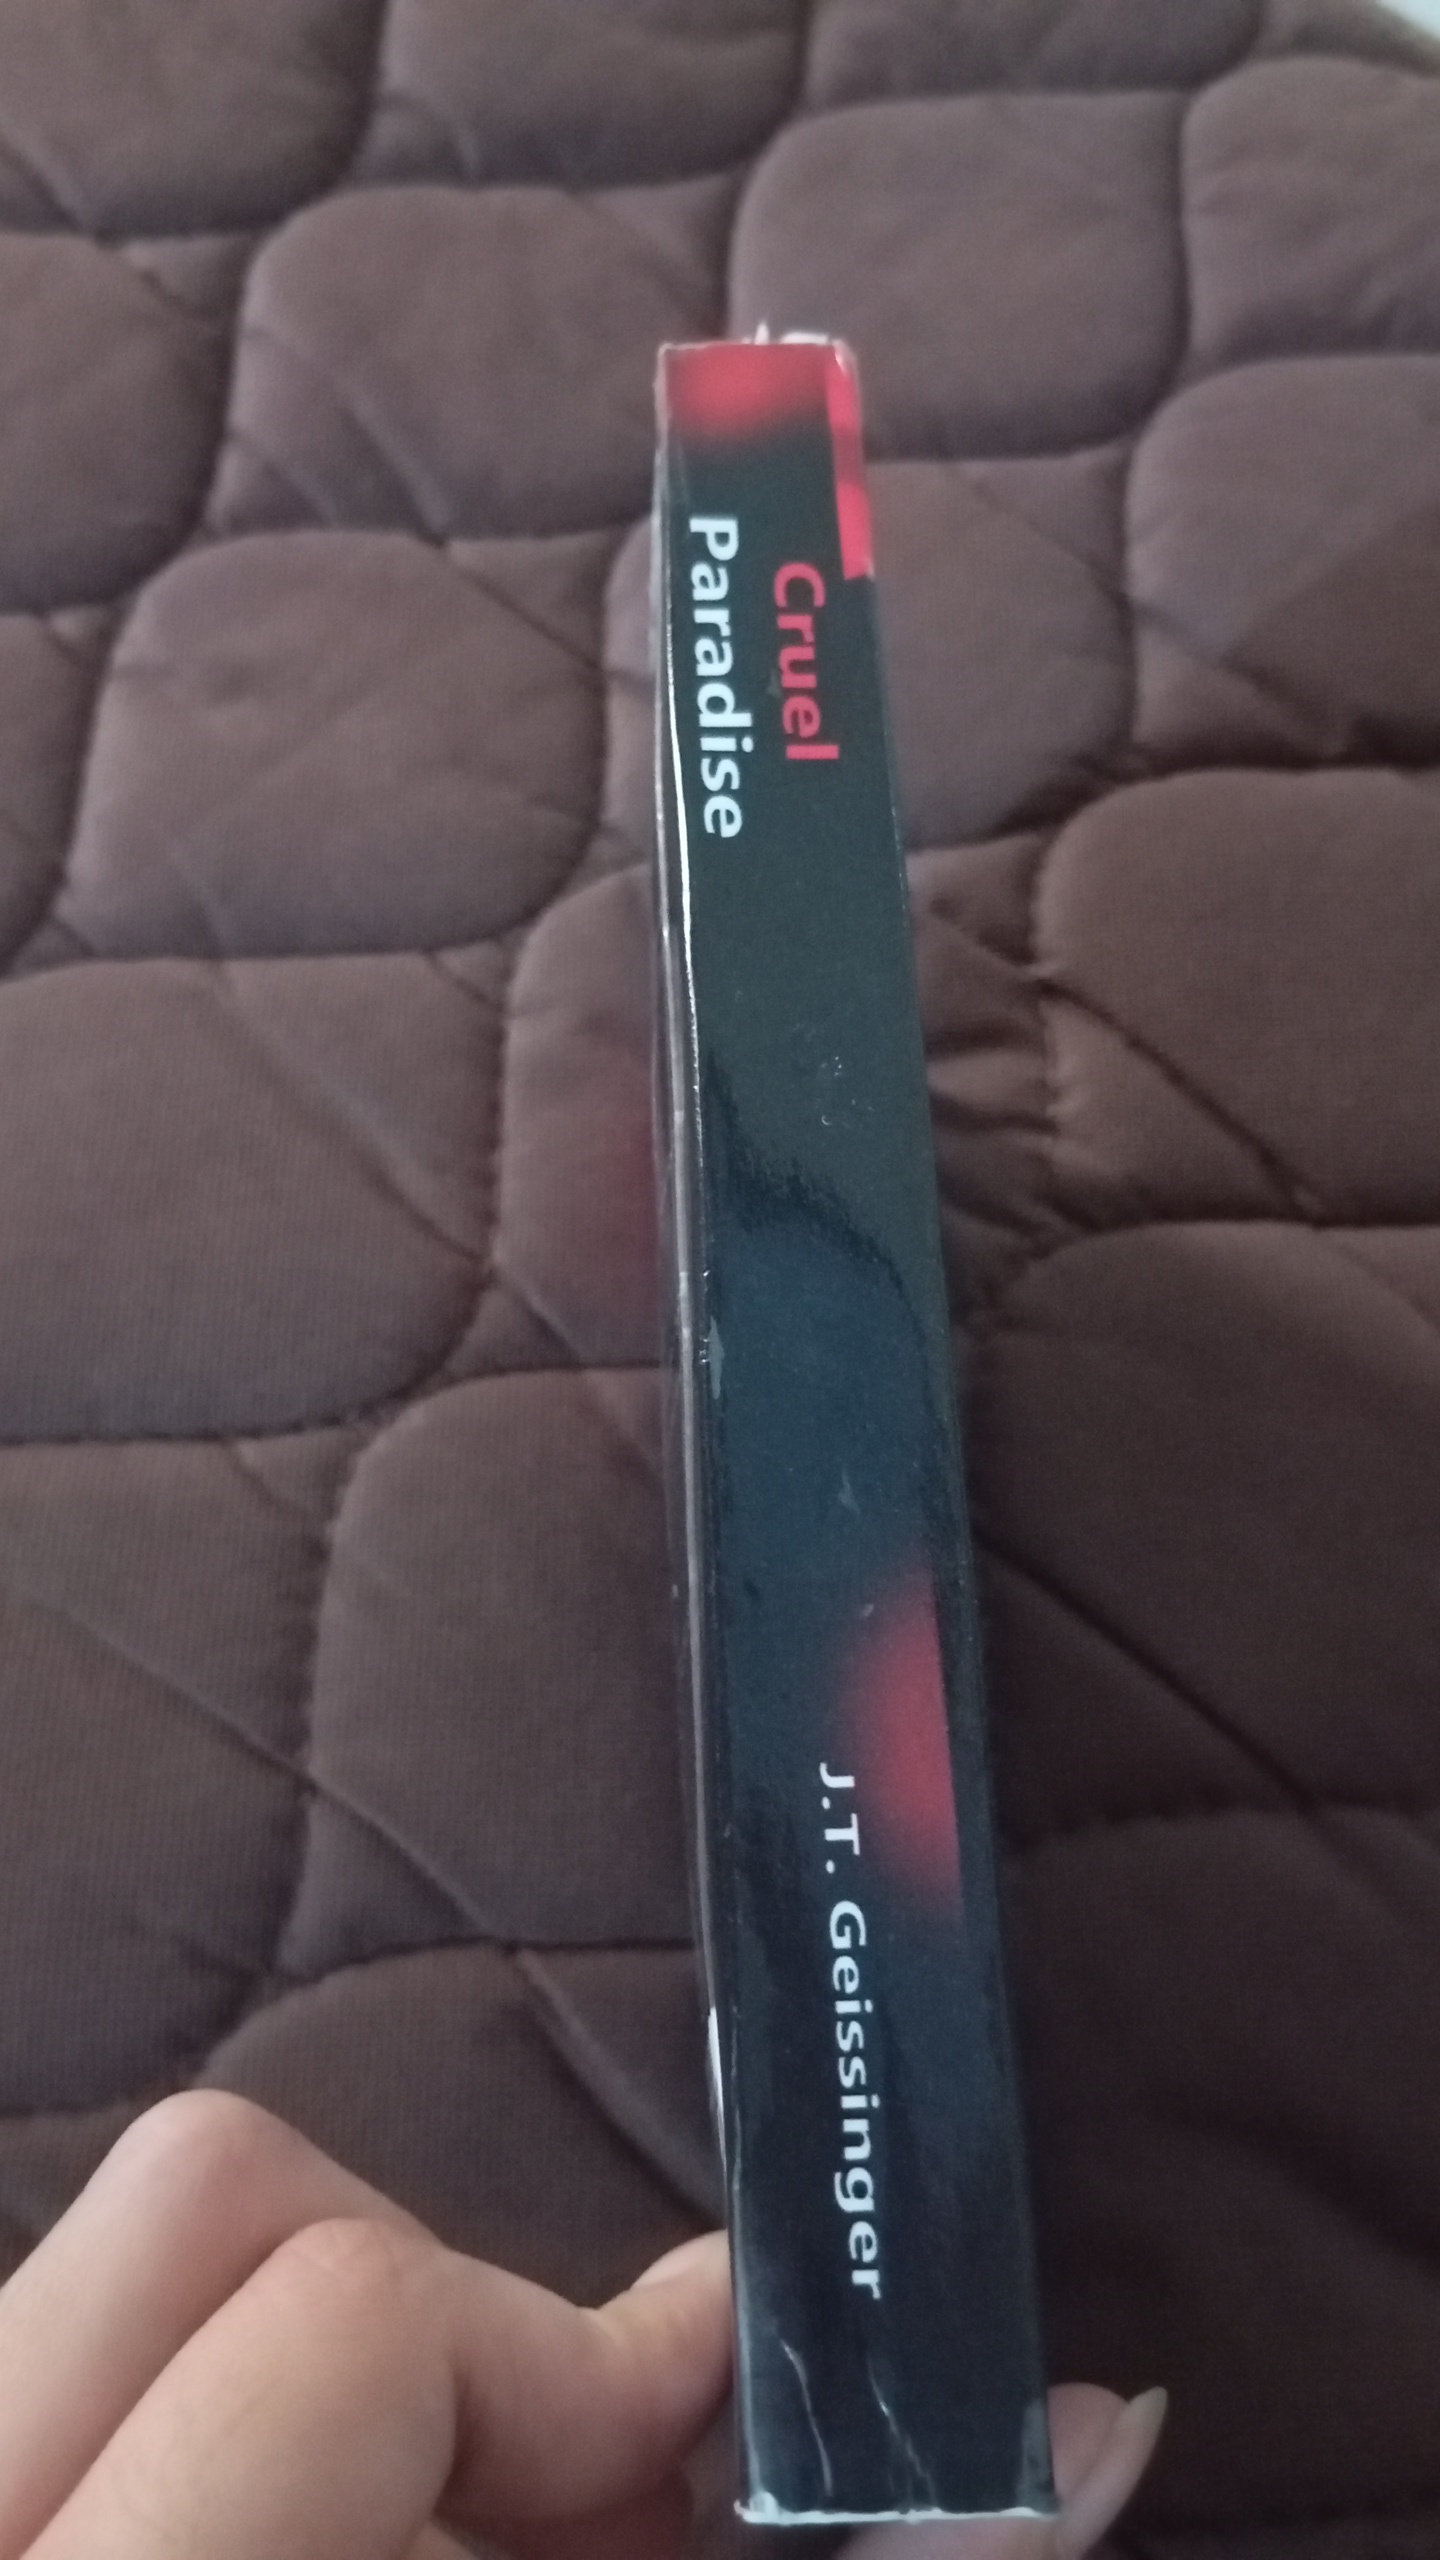 Cruel
Paradise
J.T. Geissinger